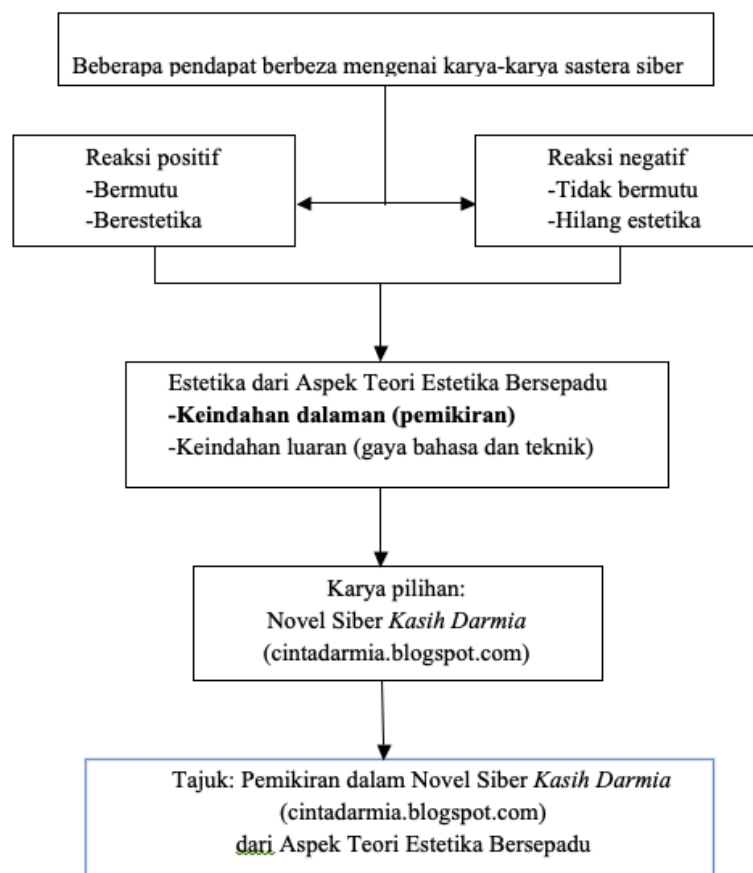 Beberapa pendapat berbeza mengenai karya-karya sastera siber
Reaksi positif
-Bermutu
-Berestetika
Reaksi negatif
-Tidak bermutu
-Hilang estetika
Estetika dari Aspek Teori Estetika Bersepadu
-Keindahan dalaman (pemikiran)
-Keindahan luaran (gaya bahasa dan teknik)
Karya pilihan:
Novel Siber Kasih Darmia
(cintadarmia.blogspot.com)
Tajuk: Pemikiran dalam Novel Siber Kasih Darmia
(cintadarmia.blogspot.com)
dari Aspek Teori Estetika Bersepadu